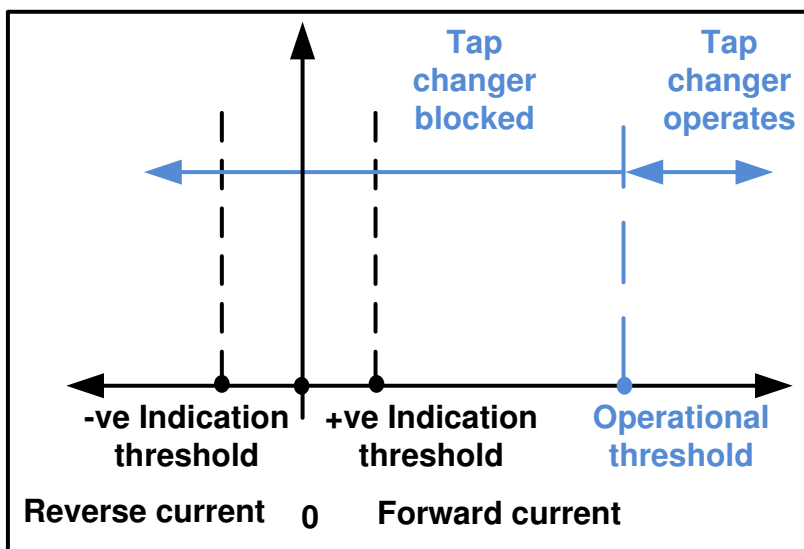 Tap
changer
blocked
Tap
changer
operates
-ve Indication
threshold
+ve Indication
threshold
Operational
threshold
Reverse current
0
Forward current